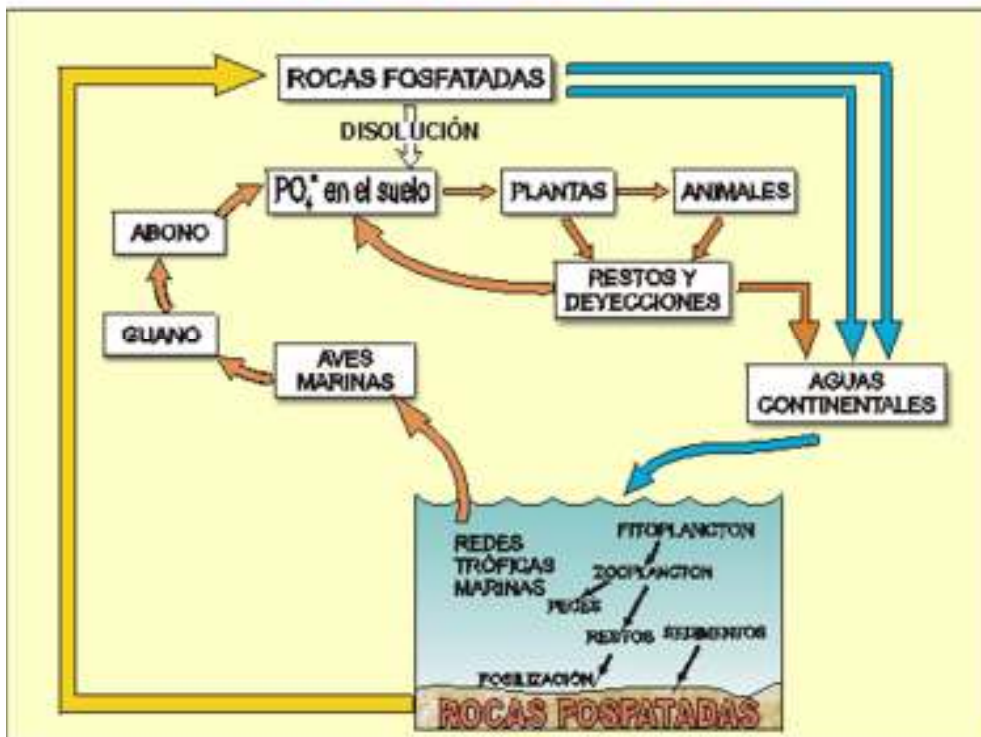 ROCAS FOSFATADAS
DISOLUCIÓN
PO₄⁼ en el suelo
PLANTAS
ANIMALES
ABONO
RESTOS Y
DEYECCIONES
GUANO
AVES
MARINAS
AGUAS
CONTINENTALES
REDES
TRÓFICAS
MARINAS
FITOPLANCTON
ZOOPLANCTON
PECES
RESTOS
SEDIMENTOS
FOSILIZACIÓN
ROCAS FOSFATADAS